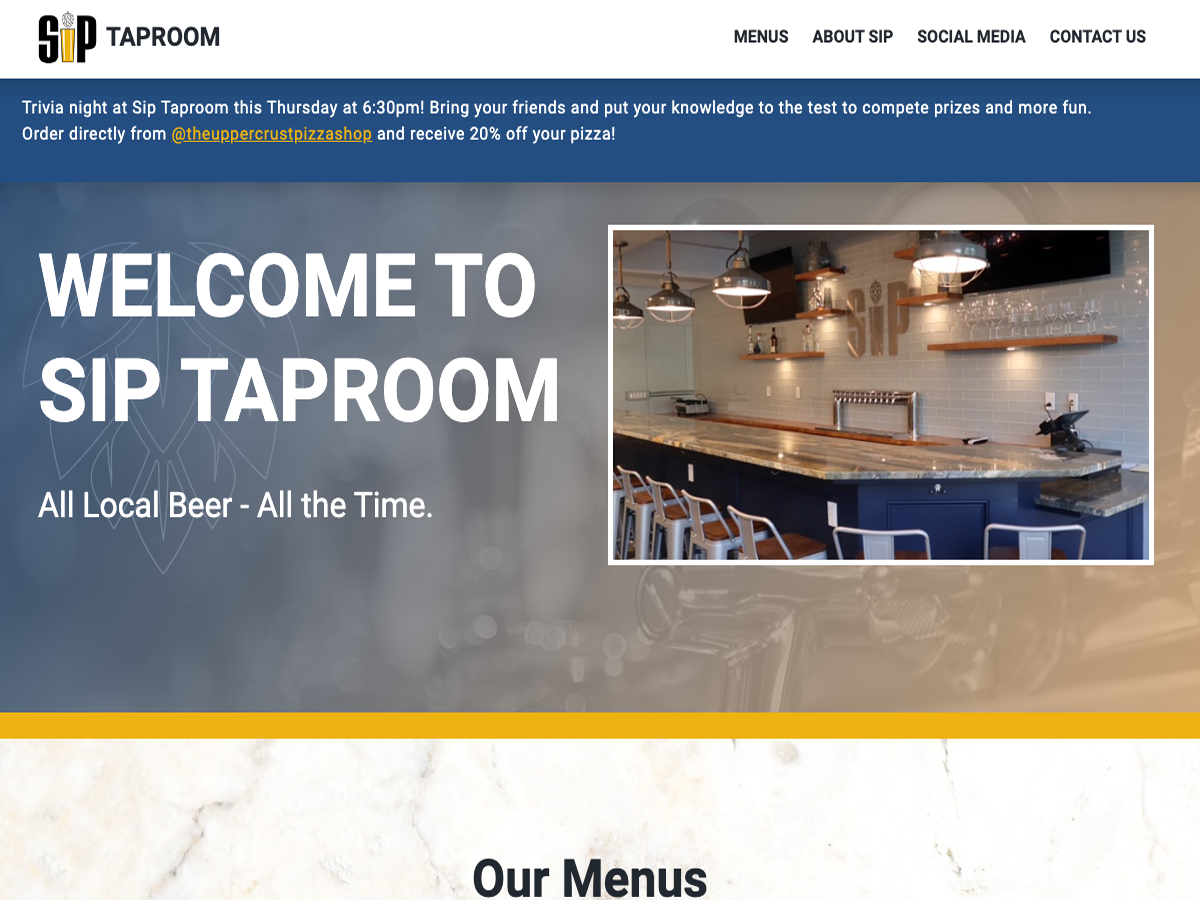 SiP TAPROOM
MENUS ABOUT SIP SOCIAL MEDIA CONTACT US
Trivia night at Sip Taproom this Thursday at 6:30pm! Bring your friends and put your knowledge to the test to compete prizes and more fun.
Order directly from @theuppercrustpizzashop and receive 20% off your pizza!
WELCOME TO
SIP TAPROOM
All Local Beer - All the Time.
SiP
Our Menus